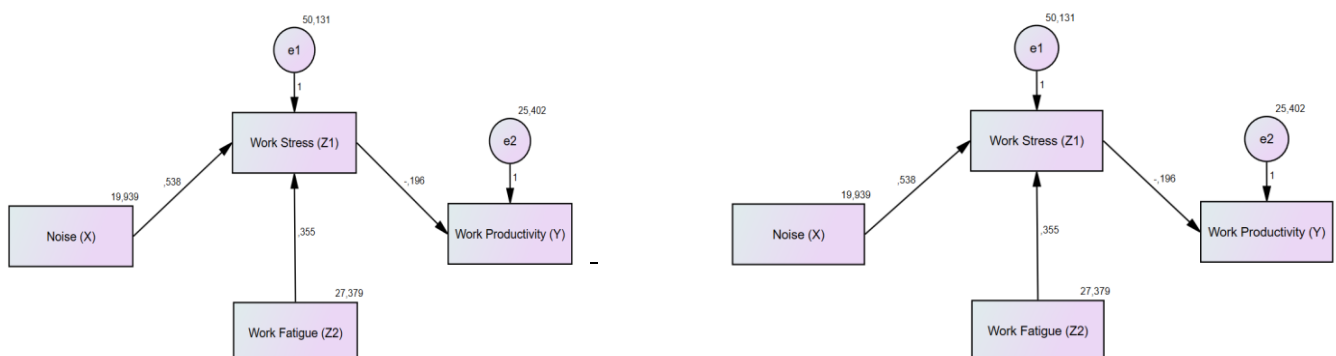 50,131
e1
1
Work Stress (Z1)
25,402
e2
1
,538
-,196
19,939
Noise (X)
,355
Work Productivity (Y)
27,379
Work Fatigue (Z2)
50,131
e1
1
Work Stress (Z1)
25,402
e2
1
,538
-,196
19,939
Noise (X)
,355
Work Productivity (Y)
27,379
Work Fatigue (Z2)